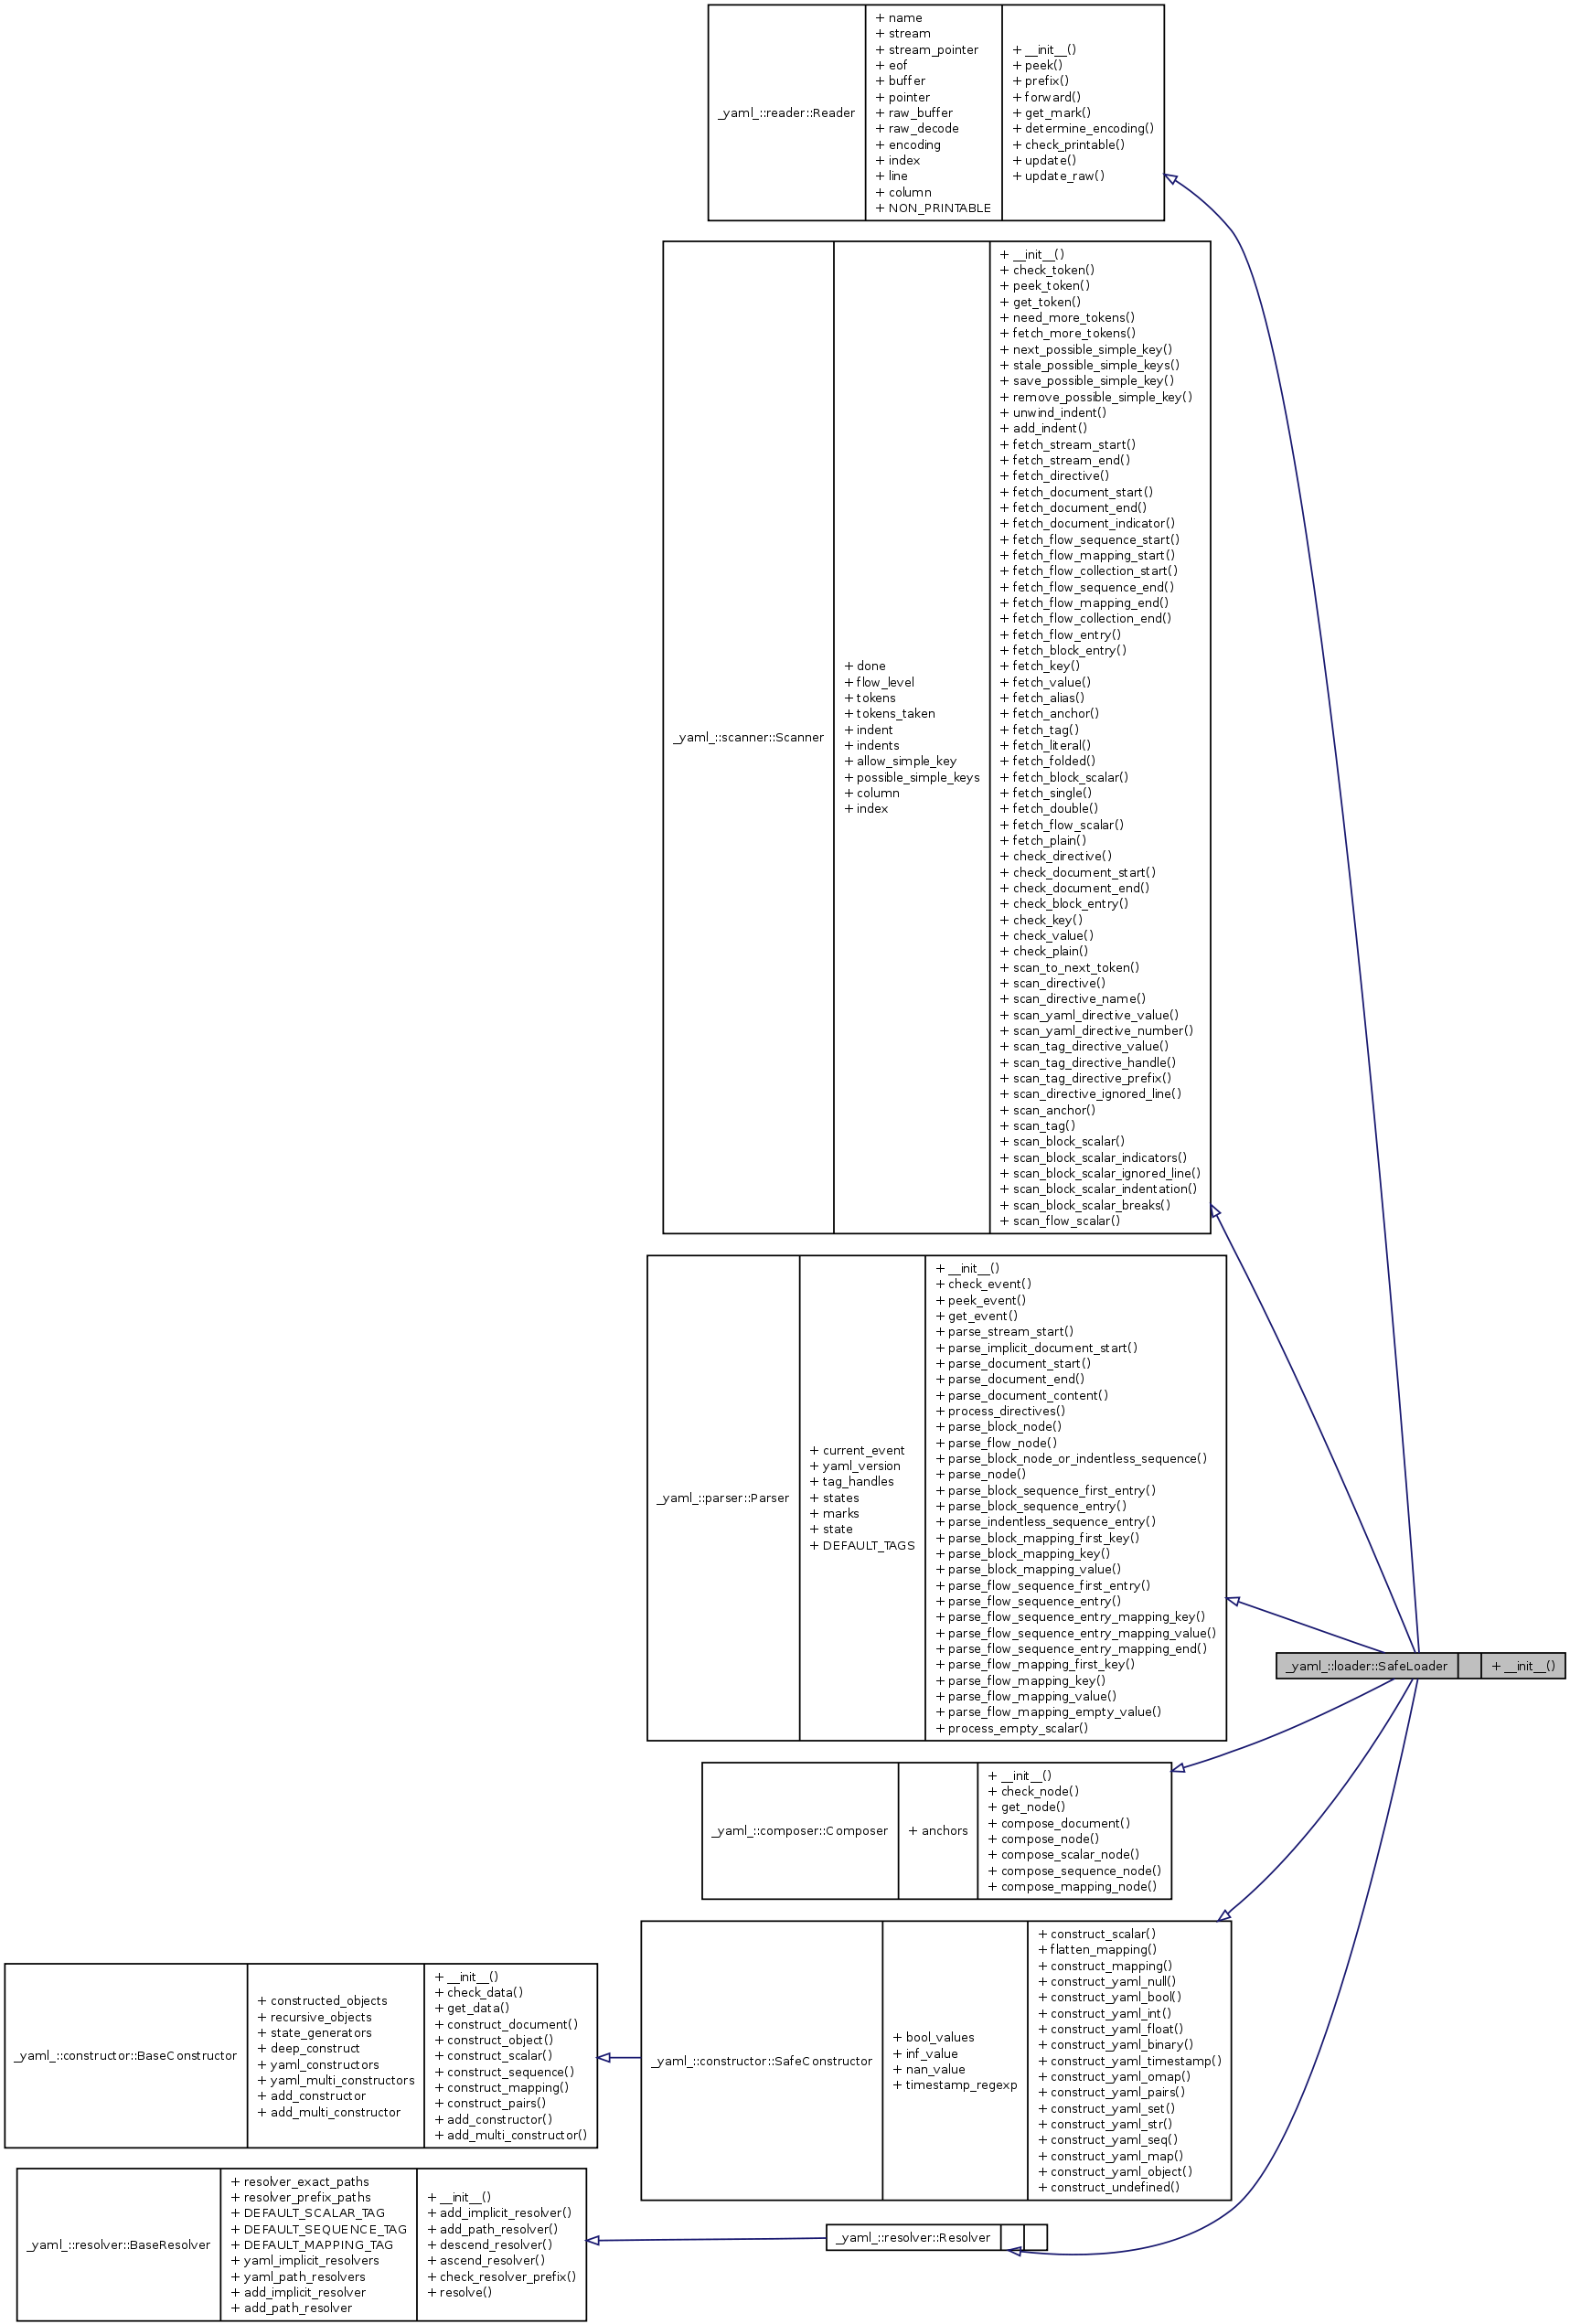 _yaml_::reader::Reader
+ name
+ stream
+ stream_pointer
+ eof
+ buffer
+ pointer
+ raw_buffer
+ raw_decode
+ encoding
+ index
+ line
+ column
+ NON_PRINTABLE
+ __init__()
+ peek()
+ prefix()
+ forward()
+ get_mark()
+ determine_encoding()
+ check_printable()
+ update()
+ update_raw()
_yaml_::scanner::Scanner
+ done
+ flow_level
+ tokens
+ tokens_taken
+ indent
+ indents
+ allow_simple_key
+ possible_simple_keys
+ column
+ index
+ __init__()
+ check_token()
+ peek_token()
+ get_token()
+ need_more_tokens()
+ fetch_more_tokens()
+ next_possible_simple_key()
+ stale_possible_simple_keys()
+ save_possible_simple_key()
+ remove_possible_simple_key()
+ unwind_indent()
+ add_indent()
+ fetch_stream_start()
+ fetch_stream_end()
+ fetch_directive()
+ fetch_document_start()
+ fetch_document_end()
+ fetch_document_indicator()
+ fetch_flow_sequence_start()
+ fetch_flow_mapping_start()
+ fetch_flow_collection_start()
+ fetch_flow_sequence_end()
+ fetch_flow_mapping_end()
+ fetch_flow_collection_end()
+ fetch_flow_entry()
+ fetch_block_entry()
+ fetch_key()
+ fetch_value()
+ fetch_alias()
+ fetch_anchor()
+ fetch_tag()
+ fetch_literal()
+ fetch_folded()
+ fetch_block_scalar()
+ fetch_single()
+ fetch_double()
+ fetch_flow_scalar()
+ fetch_plain()
+ check_directive()
+ check_document_start()
+ check_document_end()
+ check_block_entry()
+ check_key()
+ check_value()
+ check_plain()
+ scan_to_next_token()
+ scan_directive()
+ scan_directive_name()
+ scan_yaml_directive_value()
+ scan_yaml_directive_number()
+ scan_tag_directive_value()
+ scan_tag_directive_handle()
+ scan_tag_directive_prefix()
+ scan_directive_ignored_line()
+ scan_anchor()
+ scan_tag()
+ scan_block_scalar()
+ scan_block_scalar_indicators()
+ scan_block_scalar_ignored_line()
+ scan_block_scalar_indentation()
+ scan_block_scalar_breaks()
+ scan_flow_scalar()
_yaml_::parser::Parser
+ current_event
+ yaml_version
+ tag_handles
+ states
+ marks
+ state
+ DEFAULT_TAGS
+ __init__()
+ check_event()
+ peek_event()
+ get_event()
+ parse_stream_start()
+ parse_implicit_document_start()
+ parse_document_start()
+ parse_document_end()
+ parse_document_content()
+ process_directives()
+ parse_block_node()
+ parse_flow_node()
+ parse_block_node_or_indentless_sequence()
+ parse_node()
+ parse_block_sequence_first_entry()
+ parse_block_sequence_entry()
+ parse_indentless_sequence_entry()
+ parse_block_mapping_first_key()
+ parse_block_mapping_key()
+ parse_block_mapping_value()
+ parse_flow_sequence_first_entry()
+ parse_flow_sequence_entry()
+ parse_flow_sequence_entry_mapping_key()
+ parse_flow_sequence_entry_mapping_value()
+ parse_flow_sequence_entry_mapping_end()
+ parse_flow_mapping_first_key()
+ parse_flow_mapping_key()
+ parse_flow_mapping_value()
+ parse_flow_mapping_empty_value()
+ process_empty_scalar()
_yaml_::loader::SafeLoader
+ __init__()
_yaml_::composer::Composer
+ anchors
+ __init__()
+ check_node()
+ get_node()
+ compose_document()
+ compose_node()
+ compose_scalar_node()
+ compose_sequence_node()
+ compose_mapping_node()
_yaml_::constructor::BaseConstructor
+ constructed_objects
+ recursive_objects
+ state_generators
+ deep_construct
+ yaml_constructors
+ yaml_multi_constructors
+ add_constructor
+ add_multi_constructor
+ __init__()
+ check_data()
+ get_data()
+ construct_document()
+ construct_object()
+ construct_scalar()
+ construct_sequence()
+ construct_mapping()
+ construct_pairs()
+ add_constructor()
+ add_multi_constructor()
_yaml_::constructor::SafeConstructor
+ bool_values
+ inf_value
+ nan_value
+ timestamp_regexp
+ construct_scalar()
+ flatten_mapping()
+ construct_mapping()
+ construct_yaml_null()
+ construct_yaml_bool()
+ construct_yaml_int()
+ construct_yaml_float()
+ construct_yaml_binary()
+ construct_yaml_timestamp()
+ construct_yaml_omap()
+ construct_yaml_pairs()
+ construct_yaml_set()
+ construct_yaml_str()
+ construct_yaml_seq()
+ construct_yaml_map()
+ construct_yaml_object()
+ construct_undefined()
_yaml_::resolver::BaseResolver
+ resolver_exact_paths
+ resolver_prefix_paths
+ DEFAULT_SCALAR_TAG
+ DEFAULT_SEQUENCE_TAG
+ DEFAULT_MAPPING_TAG
+ yaml_implicit_resolvers
+ yaml_path_resolvers
+ add_implicit_resolver
+ add_path_resolver
+ __init__()
+ add_implicit_resolver()
+ add_path_resolver()
+ descend_resolver()
+ ascend_resolver()
+ check_resolver_prefix()
+ resolve()
_yaml_::resolver::Resolver